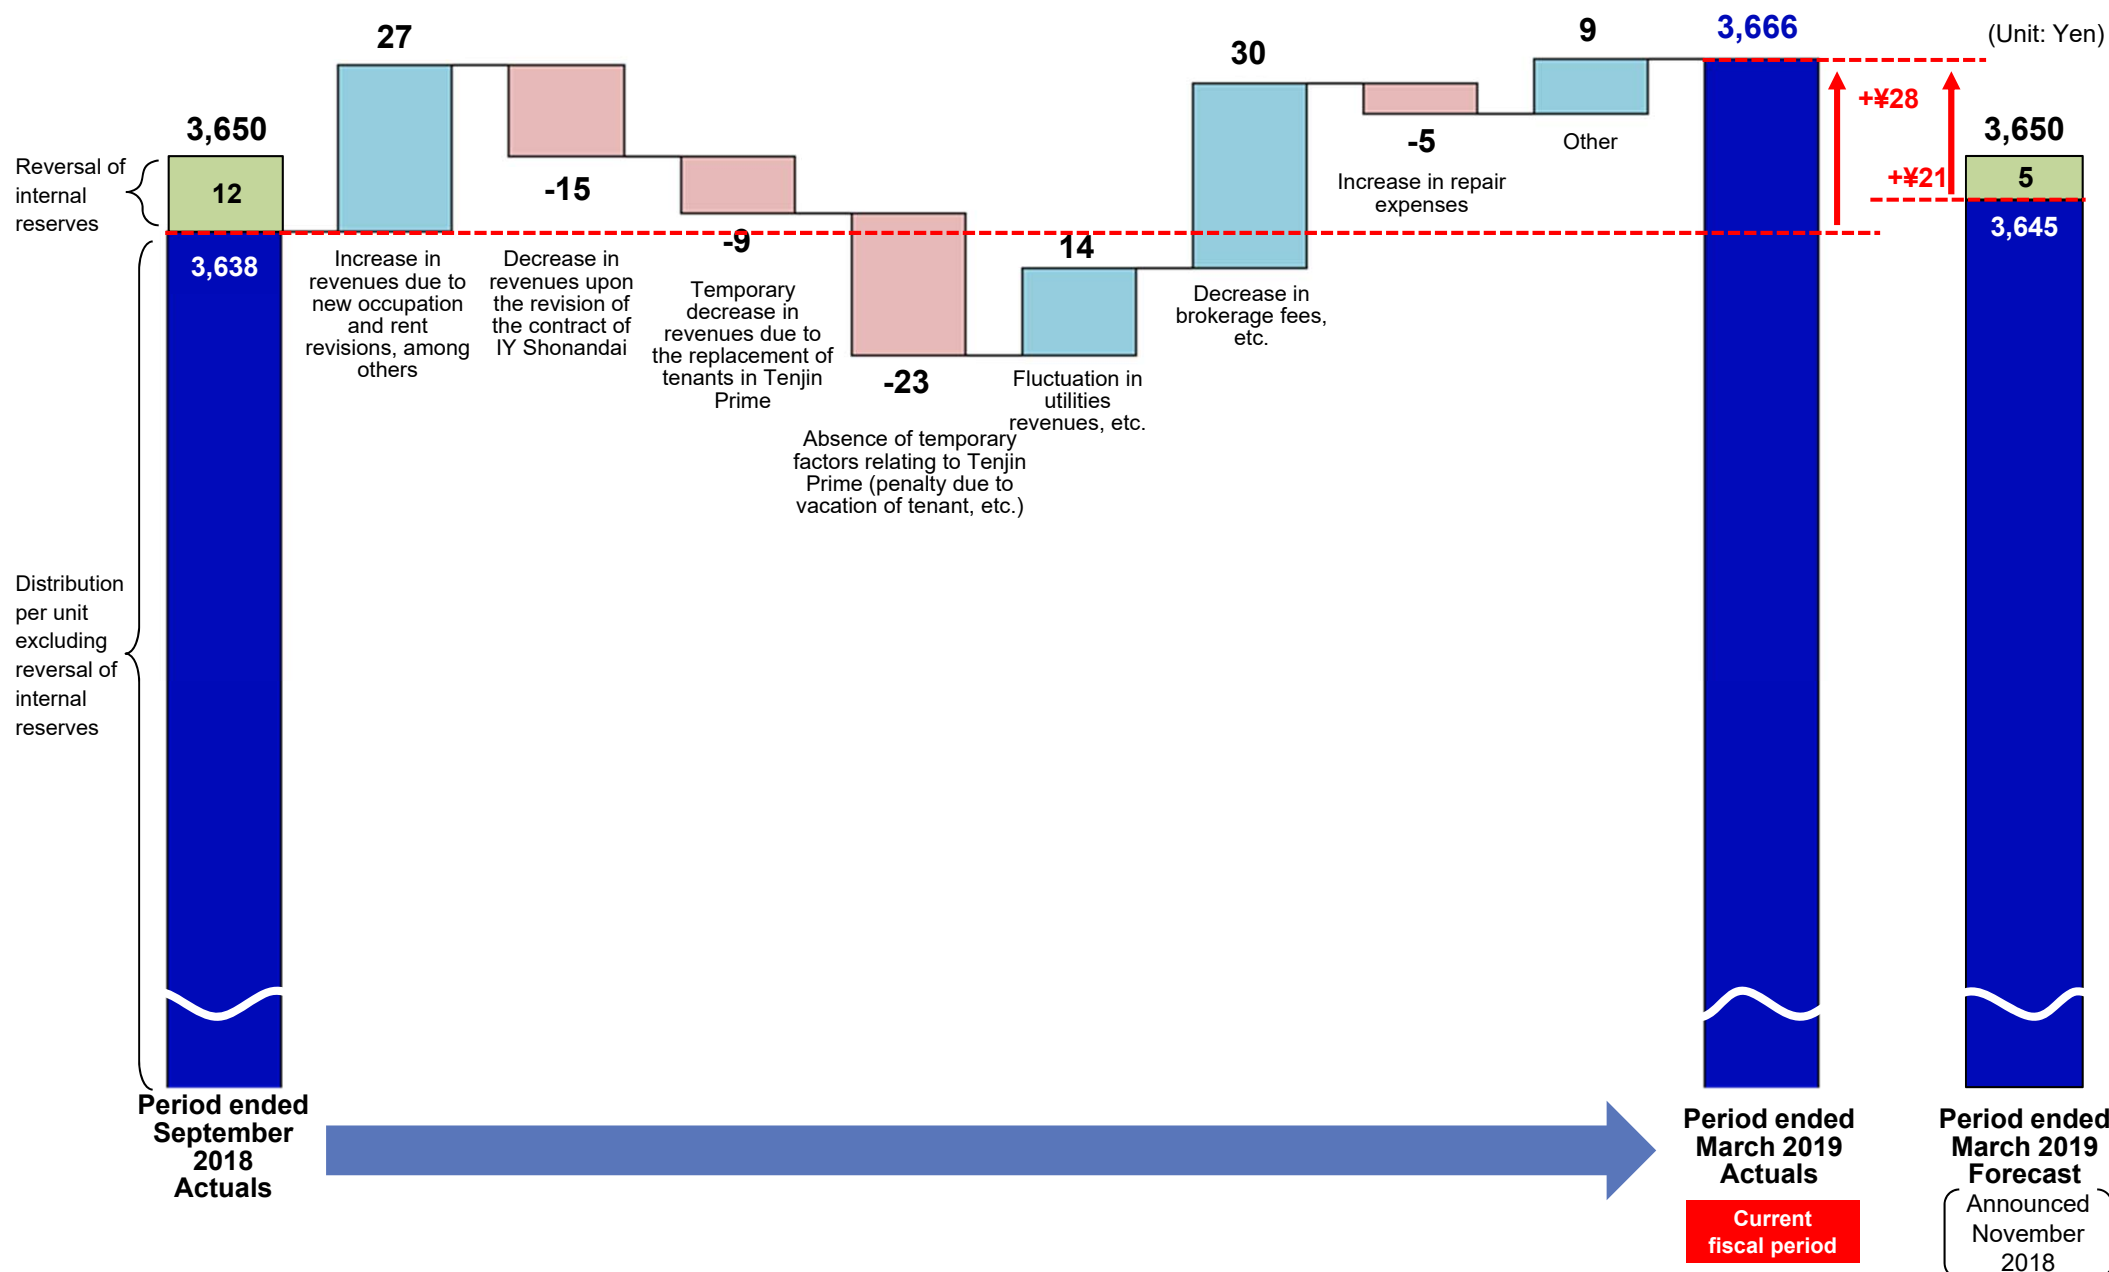 (Unit: Yen)
3,650
Reversal of
internal
reserves
12
3,638
Distribution
per unit
excluding
reversal of
internal
reserves
27
Increase in
revenues due to
new occupation
and rent
revisions, among
others
-15
Decrease in
revenues upon
the revision of
the contract of
IY Shonandai
-9
Temporary
decrease in
revenues due to
the replacement of
tenants in Tenjin
Prime
-23
Absence of temporary
factors relating to Tenjin
Prime (penalty due to
vacation of tenant, etc.)
14
Fluctuation in
utilities
revenues, etc.
30
Decrease in
brokerage fees,
etc.
-5
Increase in repair
expenses
9
Other
3,666
+¥28
+¥21
3,650
5
3,645
Period ended
September
2018
Actuals
Period ended
March 2019
Actuals
Current
fiscal period
Period ended
March 2019
Forecast
Announced
November
2018